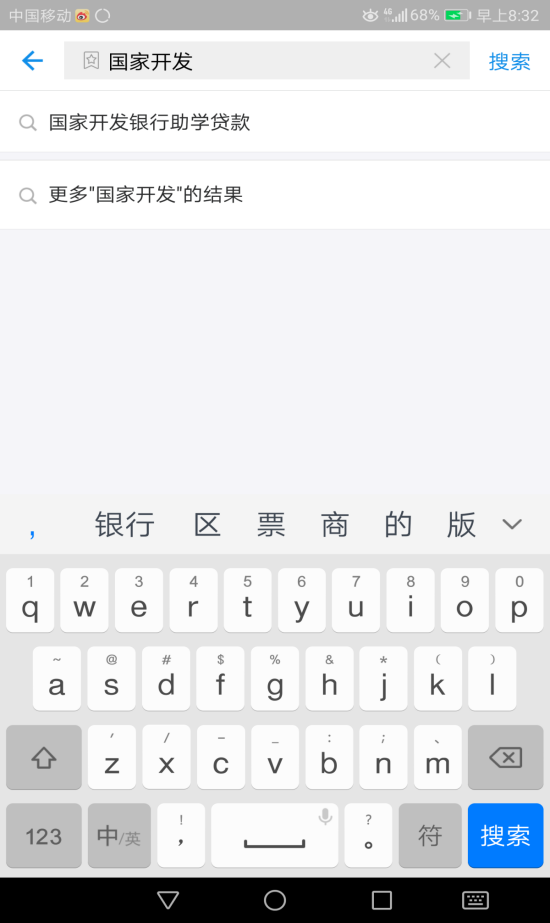 中国移动 4G 68% 早上8:32
国家开发 搜索
国家开发银行助学贷款
更多"国家开发"的结果
, 银行 区 票 商 的 版
1 2 3 4 5 6 7 8 9 0
q w e r t y u i o p
~ @ # $ % & * ( )
a s d f g h j k l
' / - _ : ; 、
z x c v b n m
! ?
123 中/英 , 。 符 搜索